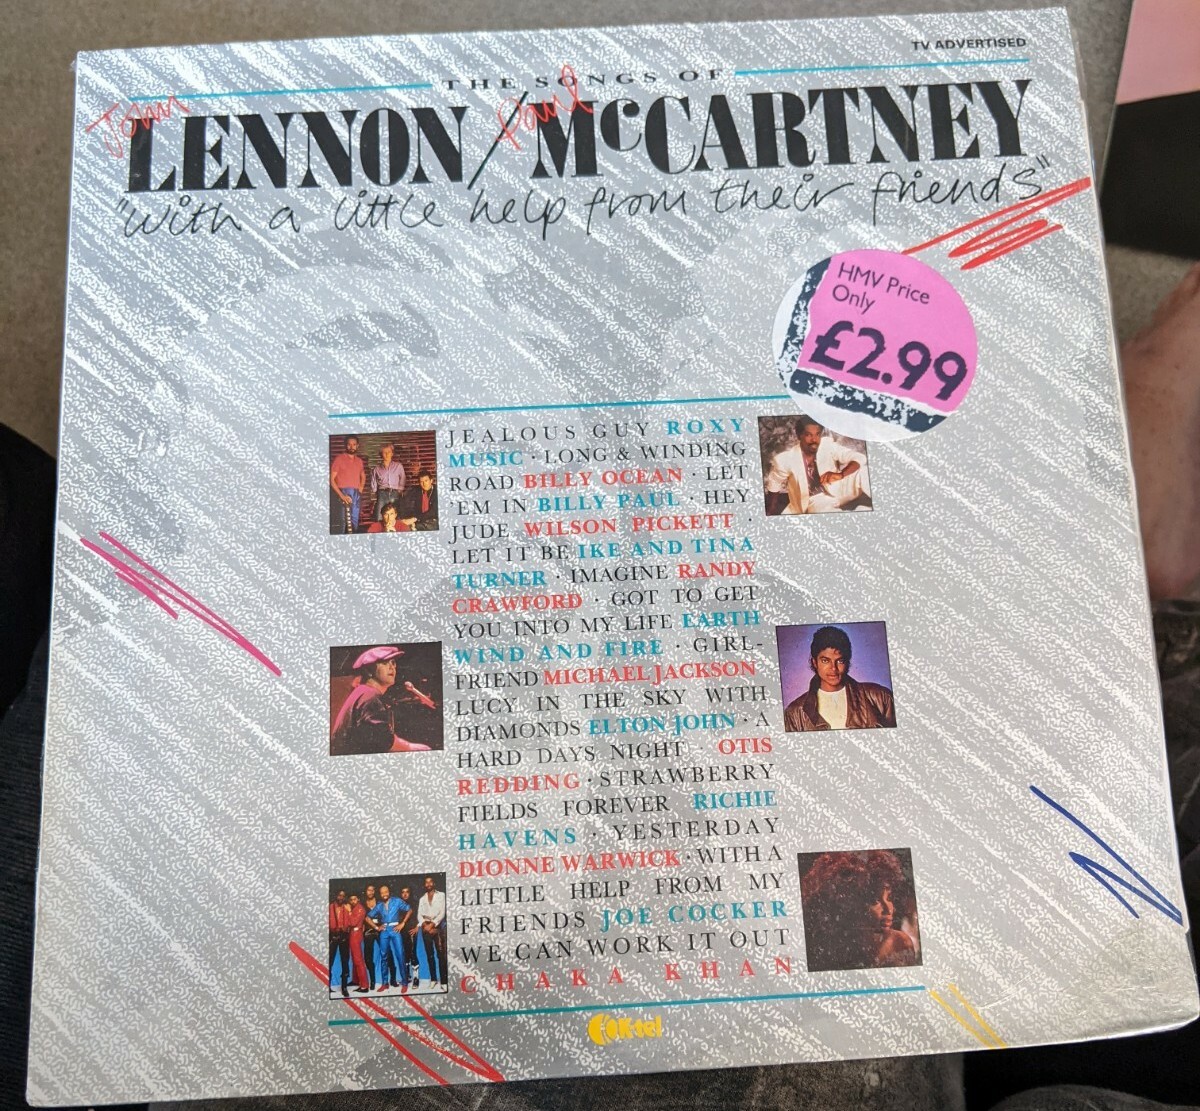 TV ADVERTISED
THE SONGS OF
John Paul
LENNON/McCARTNEY
"with a little help from their friends"
HMV Price
Only
£2.99
JEALOUS GUY ROXY
MUSIC · LONG & WINDING
ROAD BILLY OCEAN · LET
'EM IN BILLY PAUL · HEY
JUDE WILSON PICKETT ·
LET IT BE IKE AND TINA
TURNER · IMAGINE RANDY
CRAWFORD · GOT TO GET
YOU INTO MY LIFE EARTH
WIND AND FIRE · GIRL-
FRIEND MICHAEL JACKSON
LUCY IN THE SKY WITH
DIAMONDS ELTON JOHN · A
HARD DAYS NIGHT · OTIS
REDDING · STRAWBERRY
FIELDS FOREVER RICHIE
HAVENS · YESTERDAY
DIONNE WARWICK · WITH A
LITTLE HELP FROM MY
FRIENDS JOE COCKER
WE CAN WORK IT OUT
CHAKA KHAN
K-tel